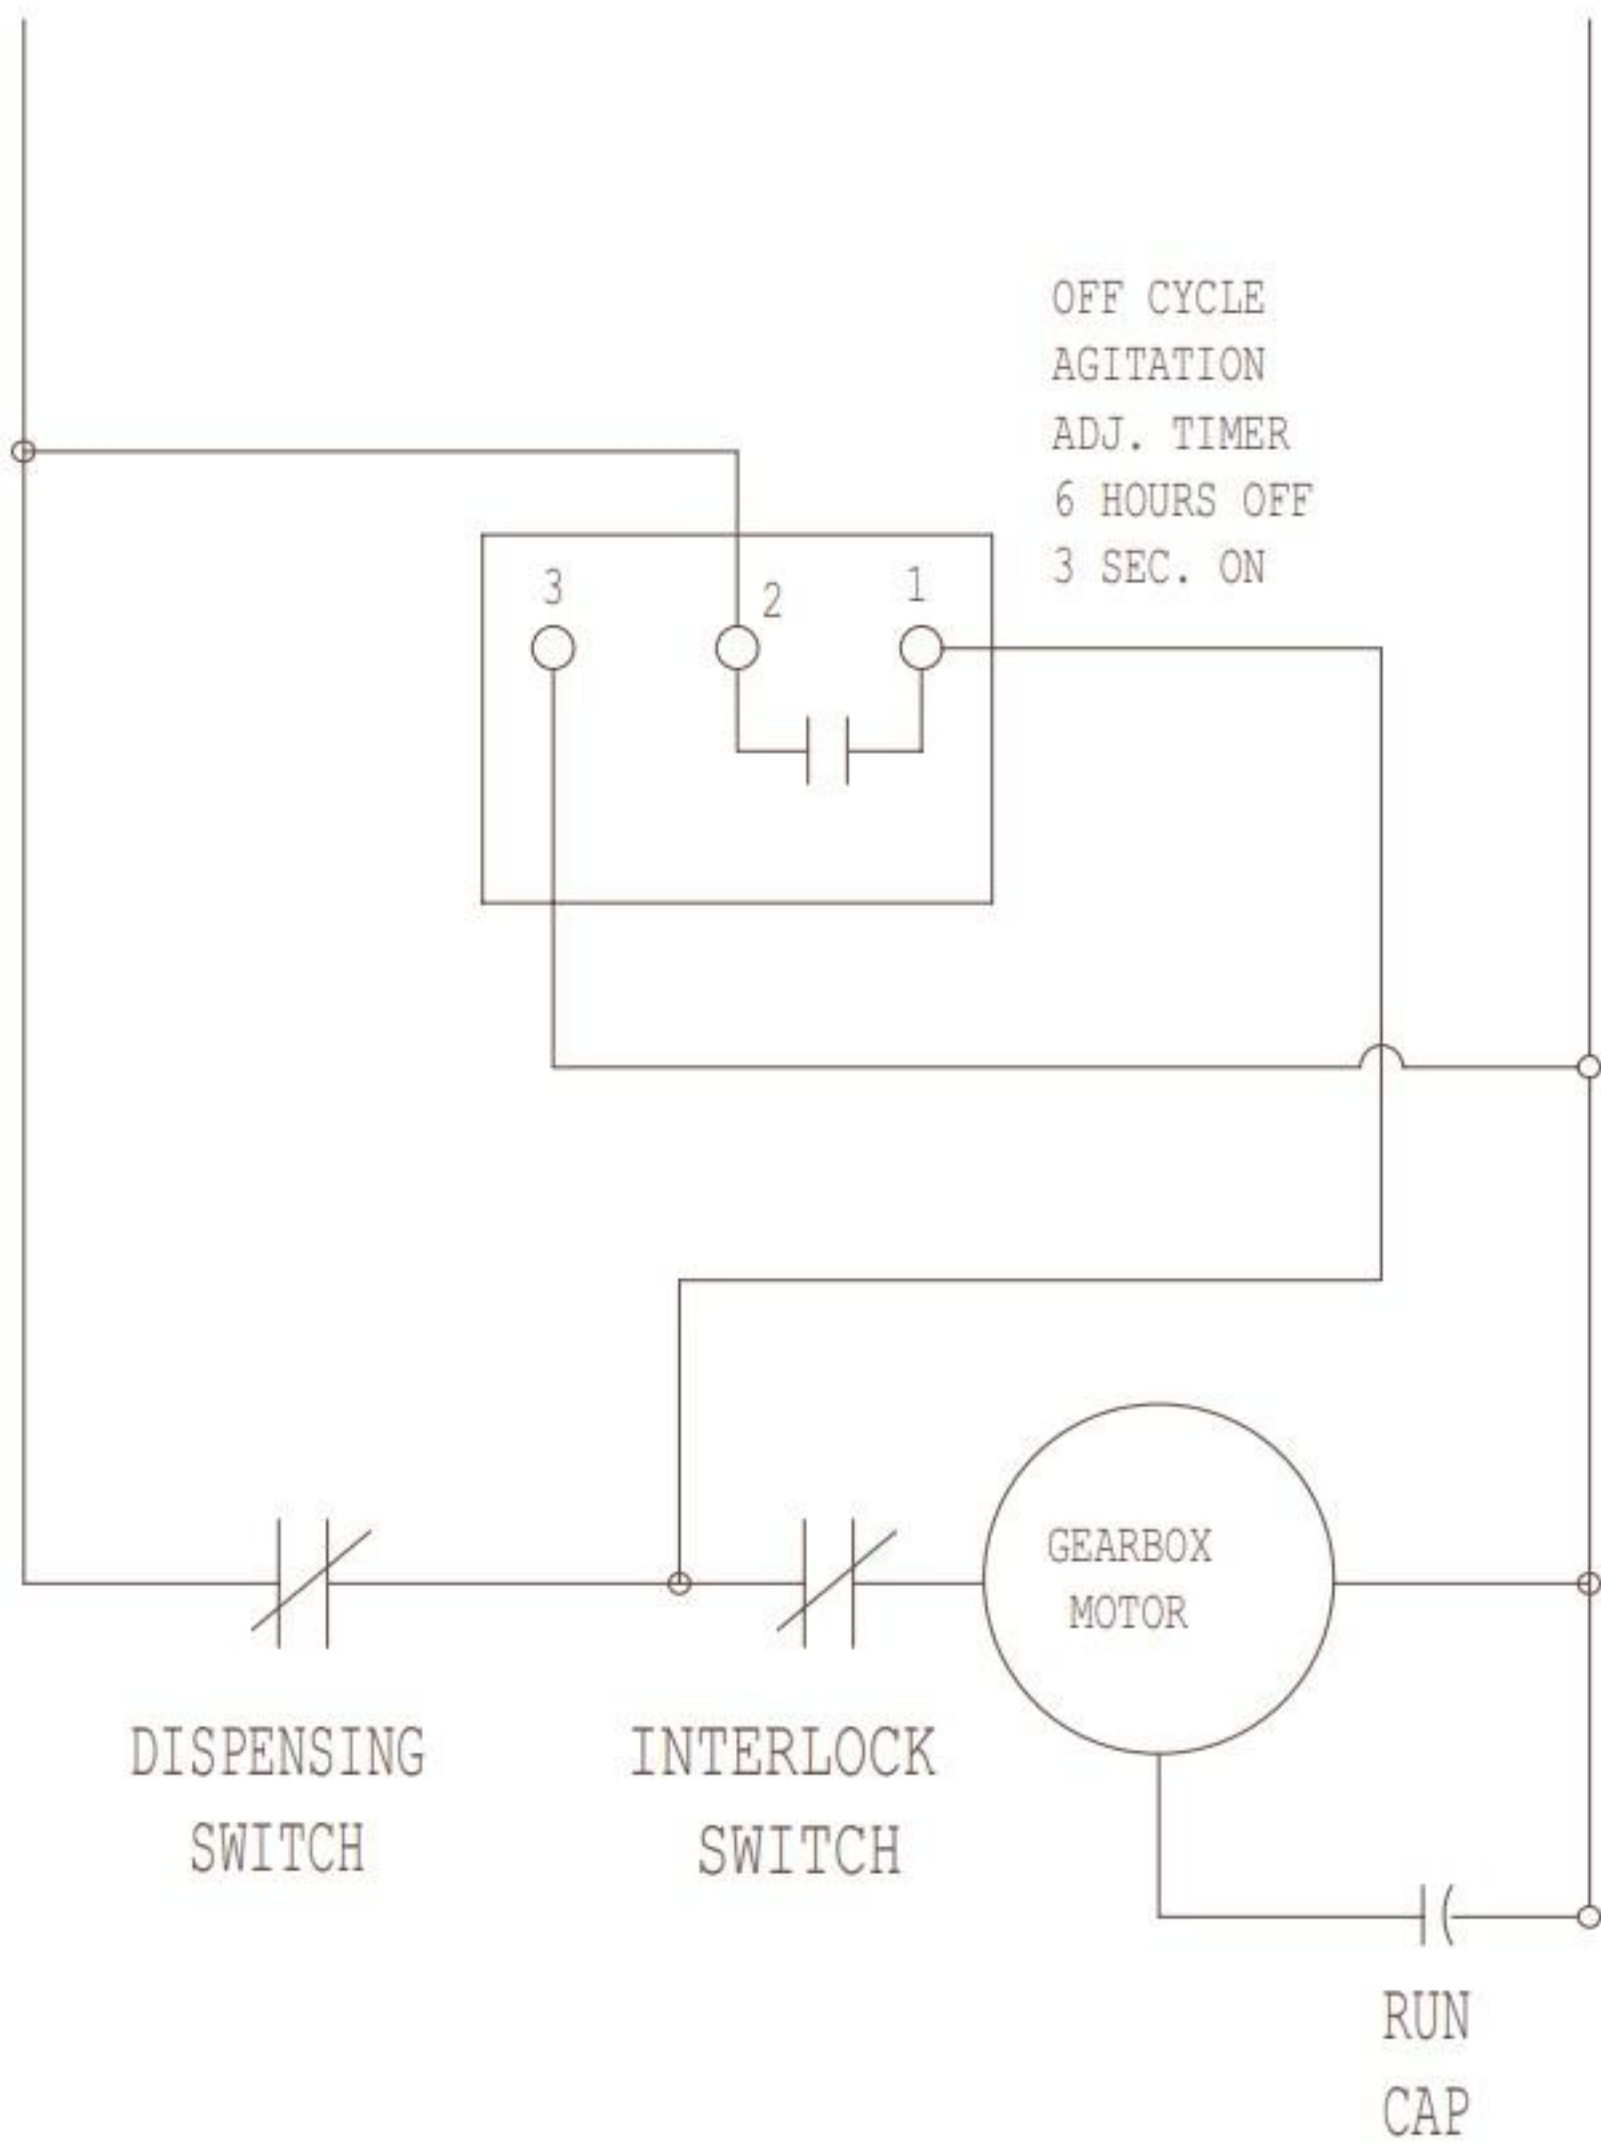 OFF CYCLE
AGITATION
ADJ. TIMER
6 HOURS OFF
3 SEC. ON
3
2
1
GEARBOX
MOTOR
DISPENSING
SWITCH
INTERLOCK
SWITCH
RUN
CAP